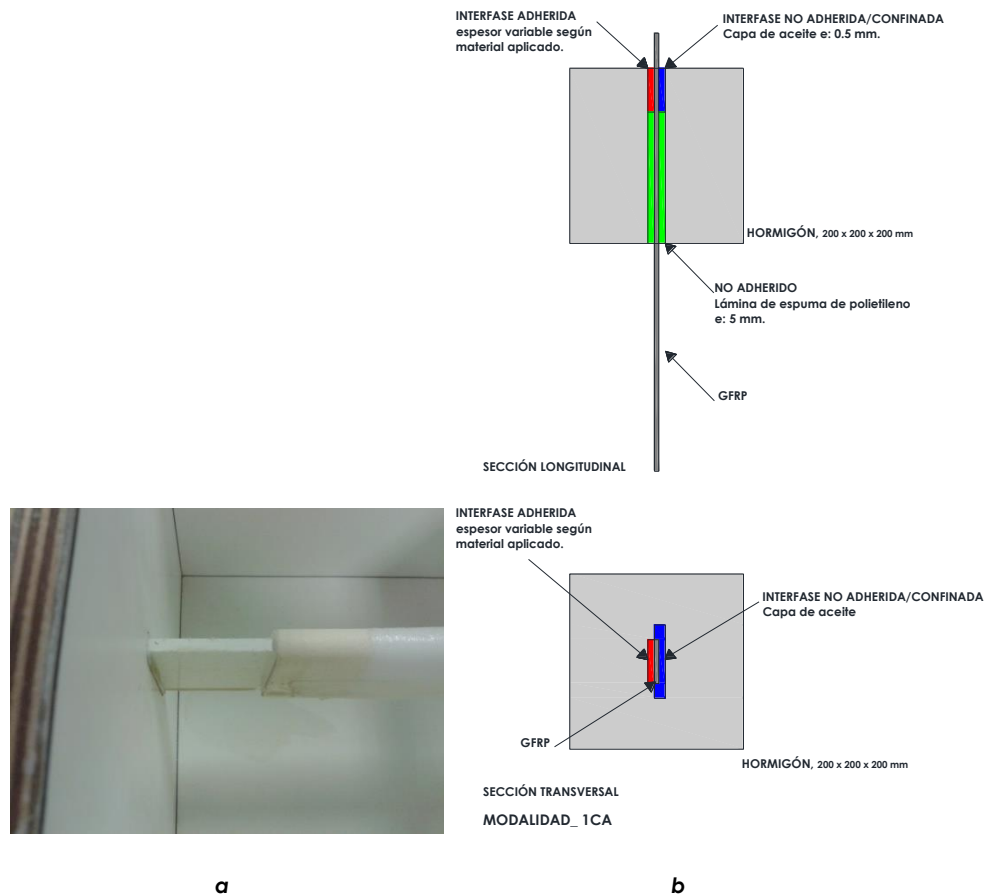 INTERFASE ADHERIDA
espesor variable según
material aplicado.
INTERFASE NO ADHERIDA/CONFINADA
Capa de aceite e: 0.5 mm.
HORMIGÓN, 200 x 200 x 200 mm
NO ADHERIDO
Lámina de espuma de polietileno
e: 5 mm.
GFRP
SECCIÓN LONGITUDINAL
INTERFASE ADHERIDA
espesor variable según
material aplicado.
INTERFASE NO ADHERIDA/CONFINADA
Capa de aceite
GFRP
HORMIGÓN, 200 x 200 x 200 mm
SECCIÓN TRANSVERSAL
MODALIDAD_ 1CA
a
b